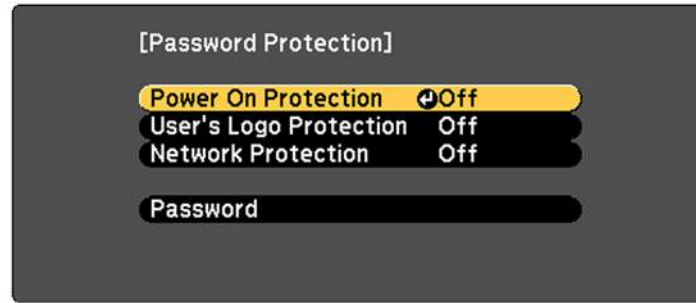 [Password Protection]
Power On Protection Off
User's Logo Protection Off
Network Protection Off
Password